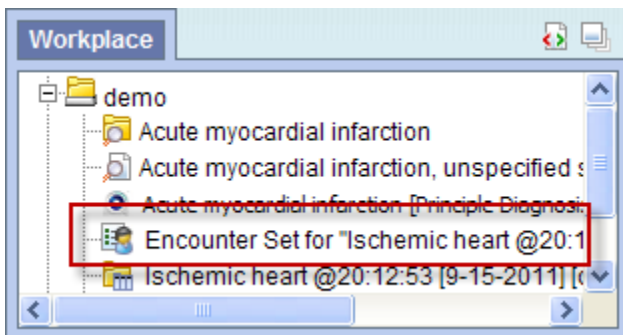 Workplace
demo
Acute myocardial infarction
Acute myocardial infarction, unspecified s
Acute myocardial infarction [Principle Diagnosi
Encounter Set for "Ischemic heart @20:1
Ischemic heart @20:12:53 [9-15-2011] [